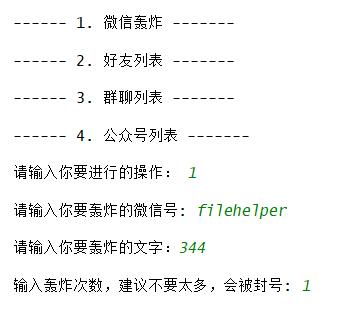 ------ 1. 微信轰炸 -------
------ 2. 好友列表 -------
------ 3. 群聊列表 -------
------ 4. 公众号列表 -------
请输入你要进行的操作： 1
请输入你要轰炸的微信号: filehelper
请输入你要轰炸的文字：344
输入轰炸次数，建议不要太多，会被封号: 1